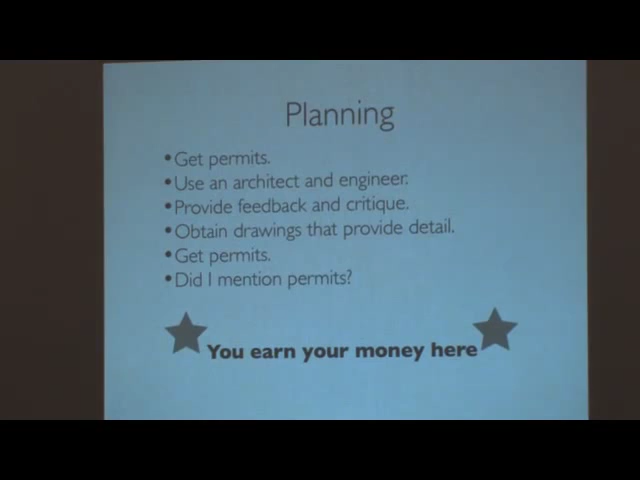 Planning
•Get permits.
•Use an architect and engineer.
•Provide feedback and critique.
•Obtain drawings that provide detail.
•Get permits.
•Did I mention permits?
You earn your money here